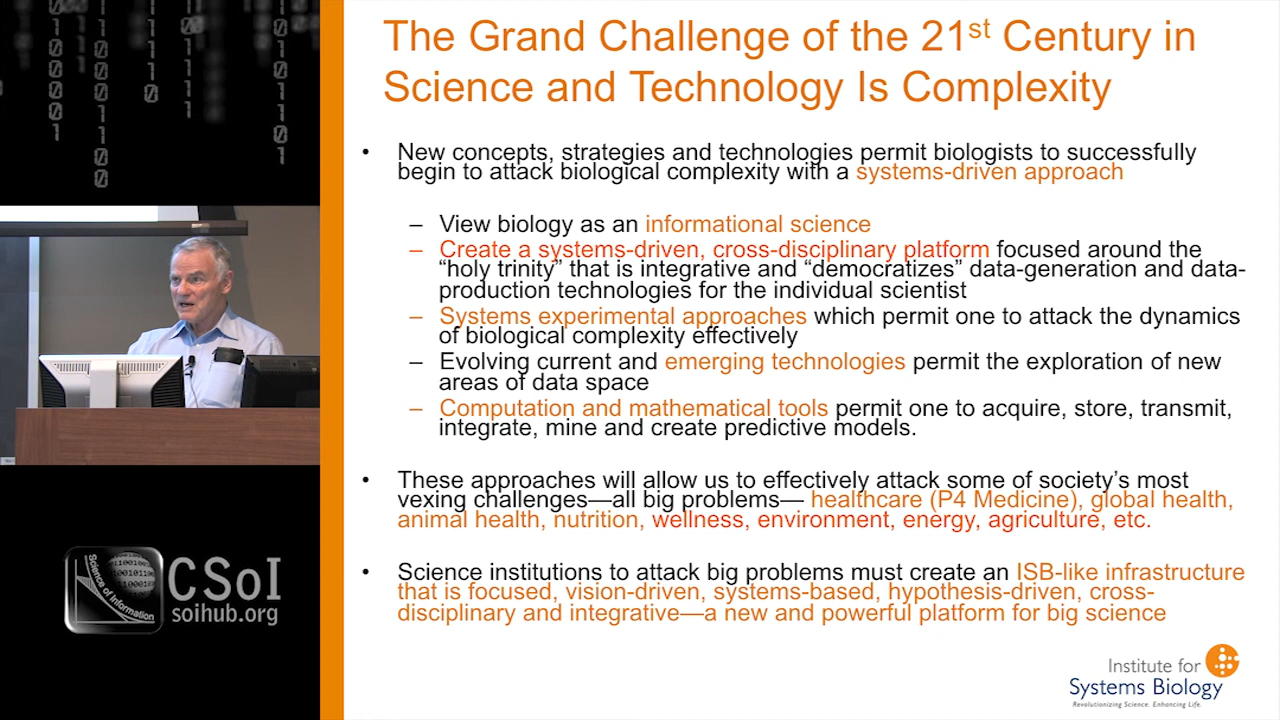 The Grand Challenge of the 21st Century in
Science and Technology Is Complexity
• New concepts, strategies and technologies permit biologists to successfully
begin to attack biological complexity with a systems-driven approach
– View biology as an informational science
– Create a systems-driven, cross-disciplinary platform focused around the
“holy trinity” that is integrative and “democratizes” data-generation and data-
production technologies for the individual scientist
– Systems experimental approaches which permit one to attack the dynamics
of biological complexity effectively
– Evolving current and emerging technologies permit the exploration of new
areas of data space
– Computation and mathematical tools permit one to acquire, store, transmit,
integrate, mine and create predictive models.
• These approaches will allow us to effectively attack some of society’s most
vexing challenges—all big problems— healthcare (P4 Medicine), global health,
animal health, nutrition, wellness, environment, energy, agriculture, etc.
• Science institutions to attack big problems must create an ISB-like infrastructure
that is focused, vision-driven, systems-based, hypothesis-driven, cross-
disciplinary and integrative—a new and powerful platform for big science
Science of Information
CSoI
soihub.org
Institute for
Systems Biology
Revolutionizing Science. Enhancing Life.